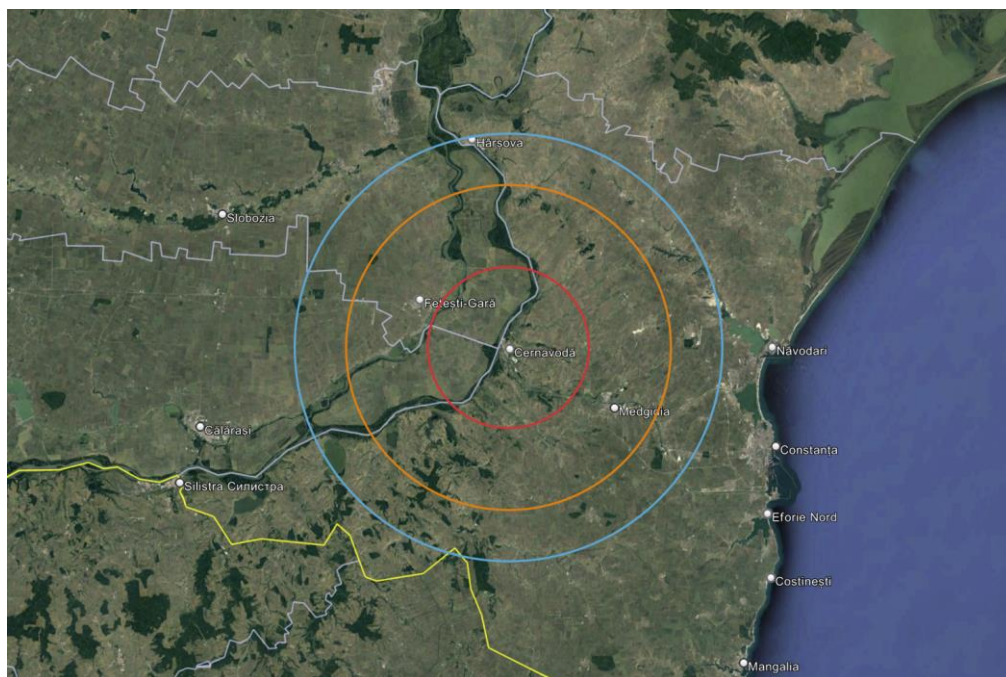 Hârșova
Slobozia
Fetești-Gară
Cernavodă
Năvodari
Medgidia
Călărași
Constanța
Silistra Силистра
Eforie Nord
Costinești
Mangalia